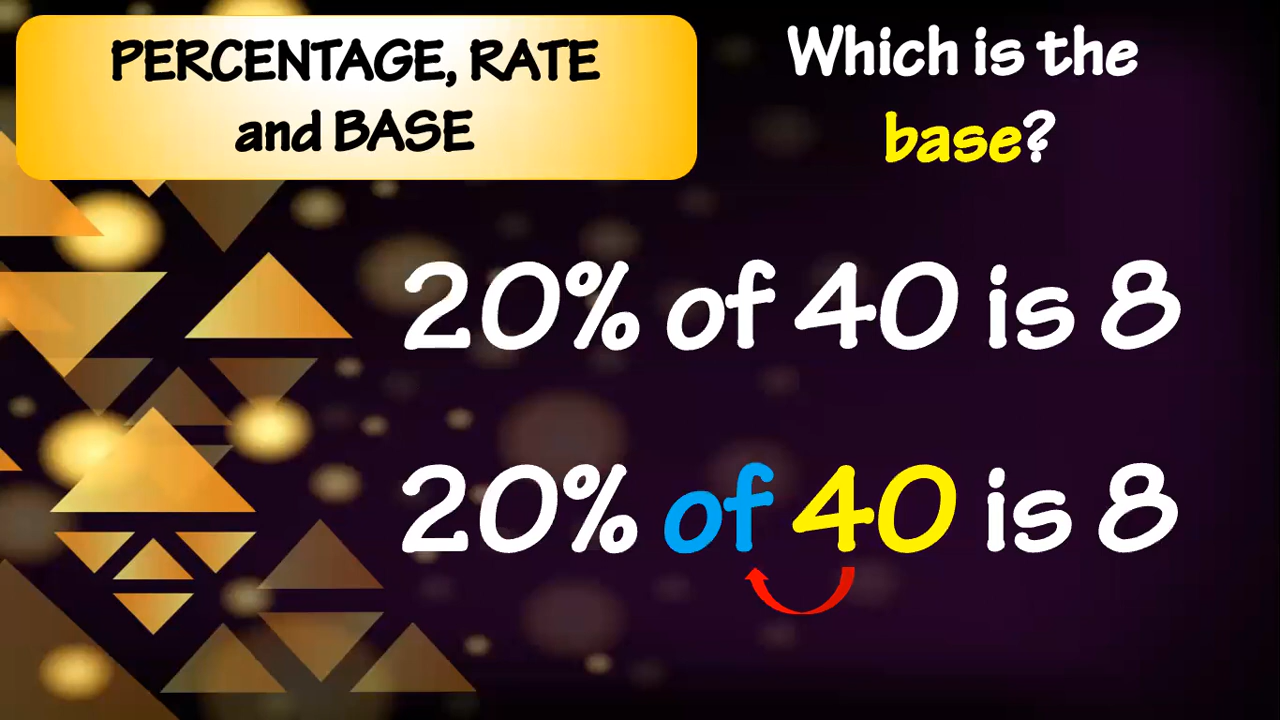 PERCENTAGE, RATE
and BASE
Which is the
base?
20% of 40 is 8
20% of 40 is 8